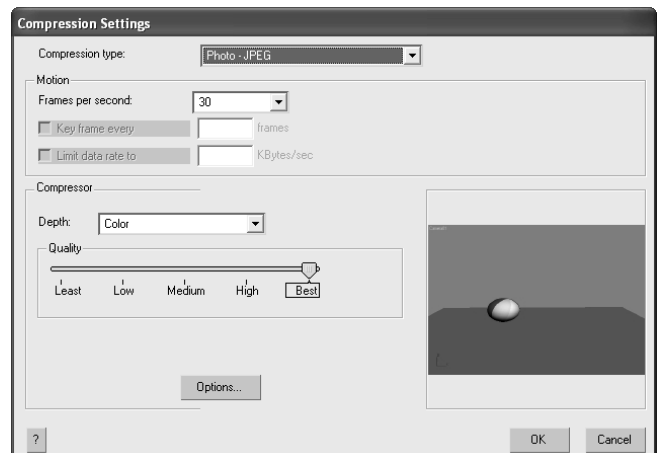 Compression Settings
Compression type: Photo - JPEG
Motion
Frames per second: 30
Key frame every frames
Limit data rate to KBytes/sec
Compressor
Depth: Color
Quality
Least Low Medium High Best
Options...
? OK Cancel